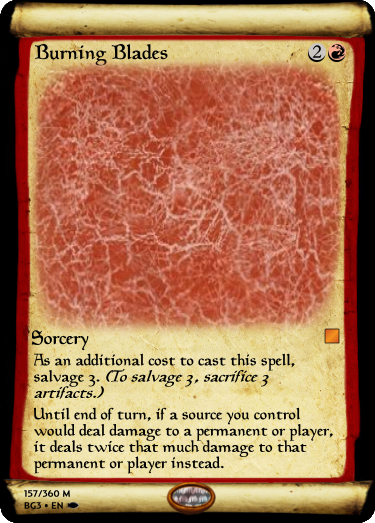 Burning Blades 2
Sorcery
As an additional cost to cast this spell,
salvage 3. (To salvage 3, sacrifice 3
artifacts.)
Until end of turn, if a source you control
would deal damage to a permanent or player,
it deals twice that much damage to that
permanent or player instead.
157/360 M
BG3 • EN